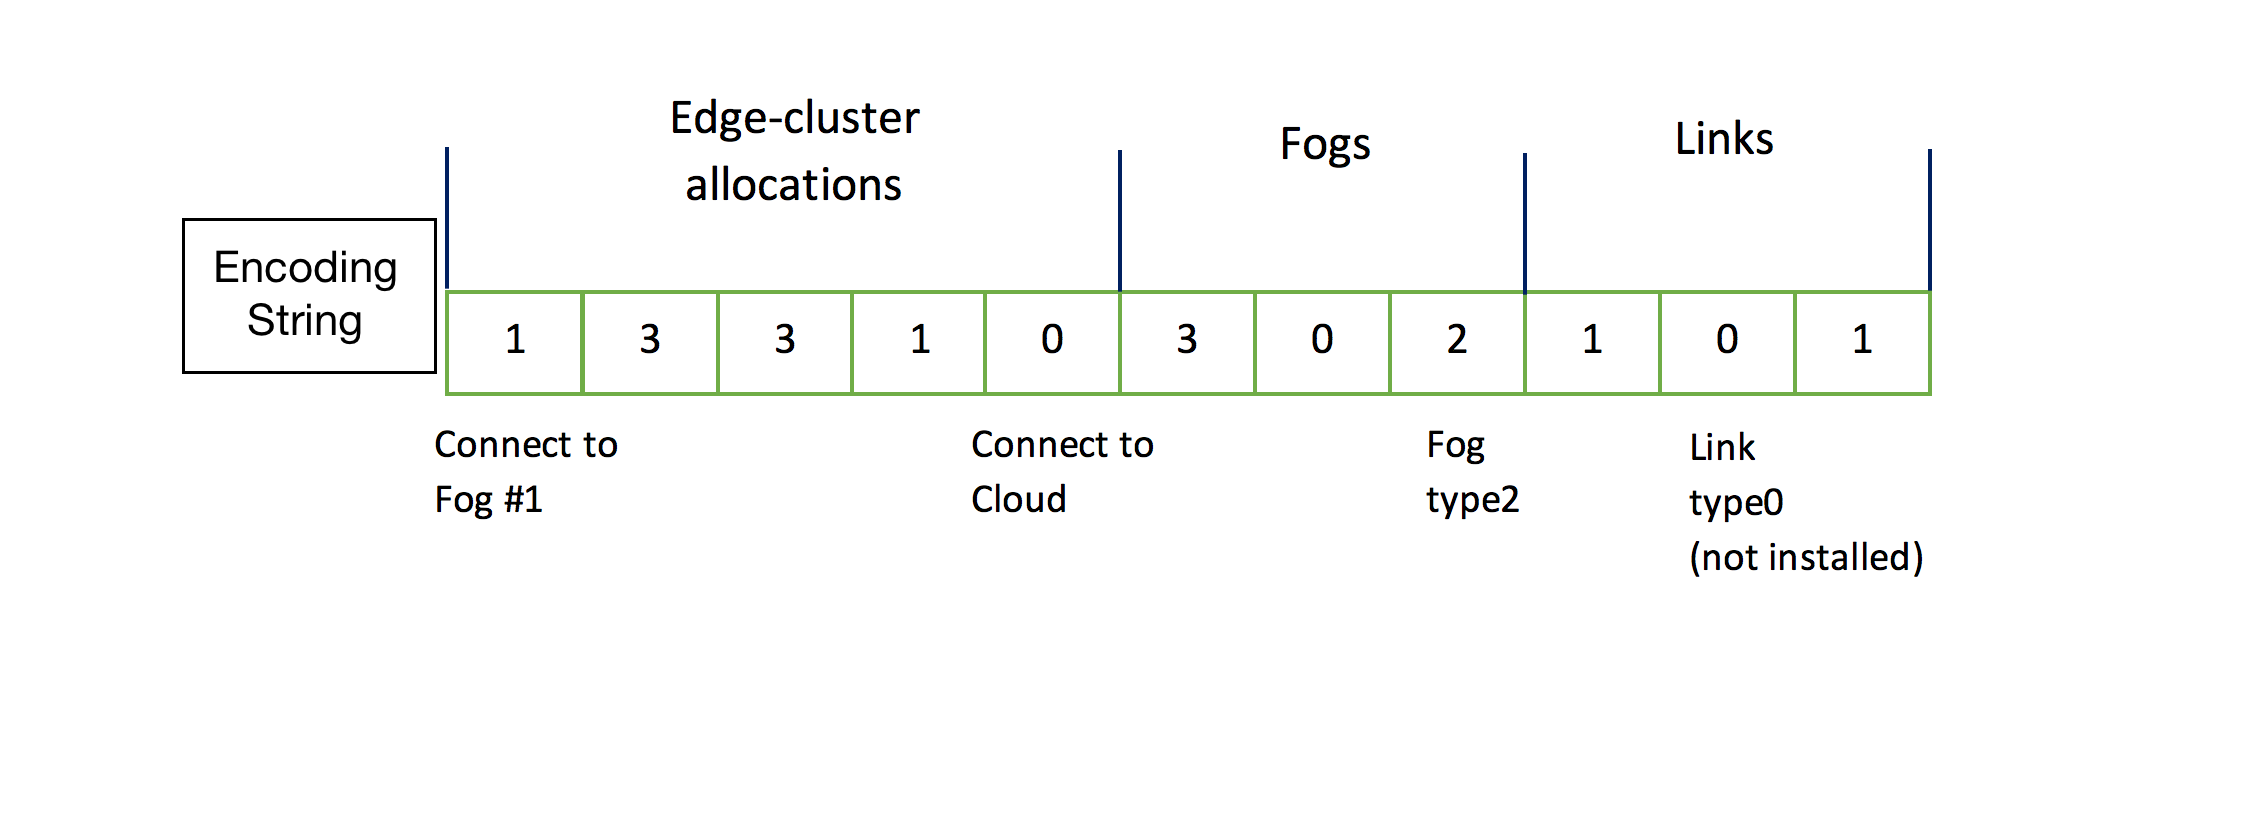 Edge-cluster
allocations
Fogs
Links
Encoding
String
1 3 3 1 0 3 0 2 1 0 1
Connect to
Fog #1
Connect to
Cloud
Fog
type2
Link
type0
(not installed)